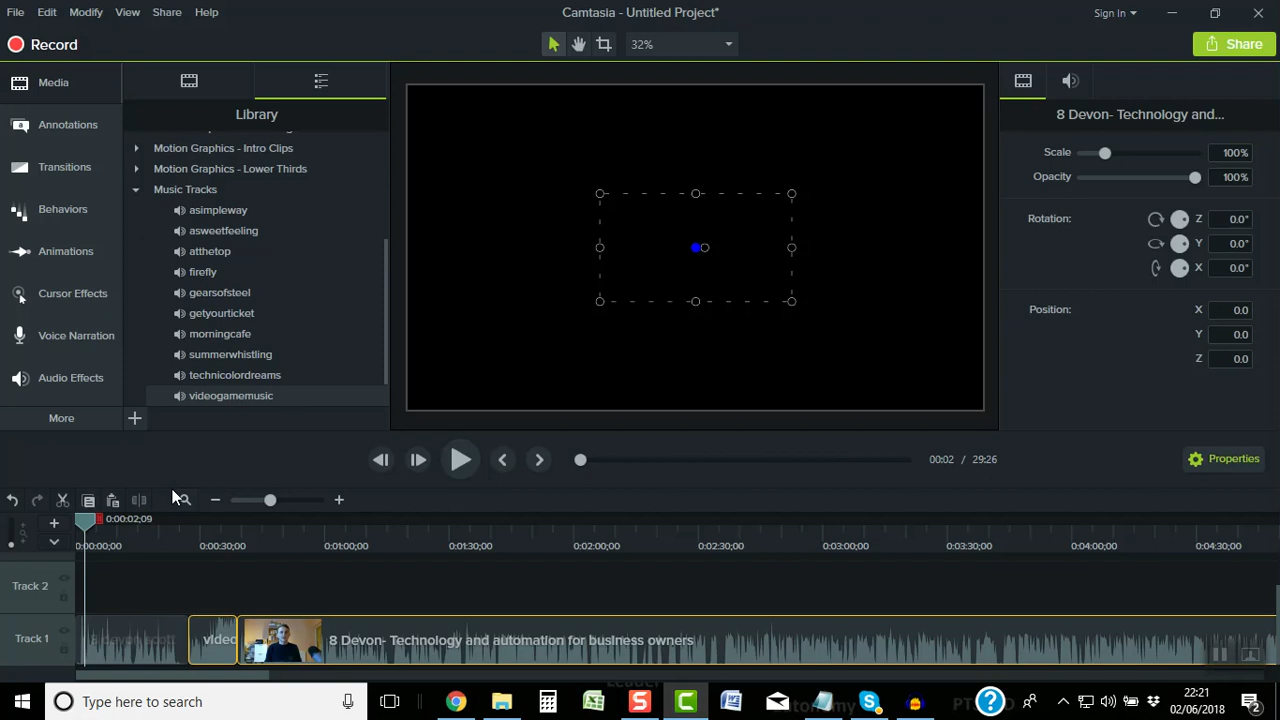 File Edit Modify View Share Help
Camtasia - Untitled Project*
Sign In
Record
32%
Share
Media
Annotations
Transitions
Behaviors
Animations
Cursor Effects
Voice Narration
Audio Effects
More
Library
Motion Graphics - Intro Clips
Motion Graphics - Lower Thirds
Music Tracks
asimpleway
asweetfeeling
atthetop
firefly
gearsofsteel
getyourticket
morningcafe
summerwhistling
technicolordreams
videogamemusic
8 Devon- Technology and...
Scale 100%
Opacity 100%
Rotation: Z 0.0°
Y 0.0°
X 0.0°
Position: X 0.0
Y 0.0
Z 0.0
00:02 / 29:26
Properties
0:00:02;09
0:00:00;00 0:00:30;00 0:01:00;00 0:01:30;00 0:02:00;00 0:02:30;00 0:03:00;00 0:03:30;00 0:04:00;00 0:04:30;00
Track 2
Track 1
8 devon scott
video
8 Devon- Technology and automation for business owners
Type here to search
22:21
02/06/2018
2